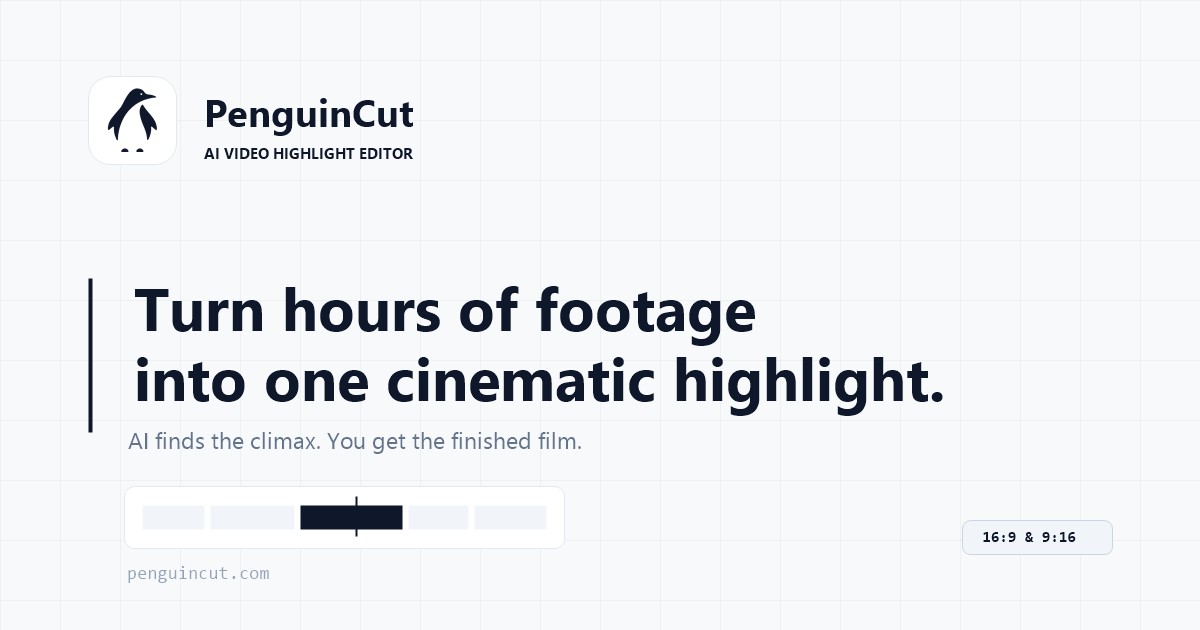 PenguinCut
AI VIDEO HIGHLIGHT EDITOR
Turn hours of footage
into one cinematic highlight.
AI finds the climax. You get the finished film.
16:9 & 9:16
penguincut.com